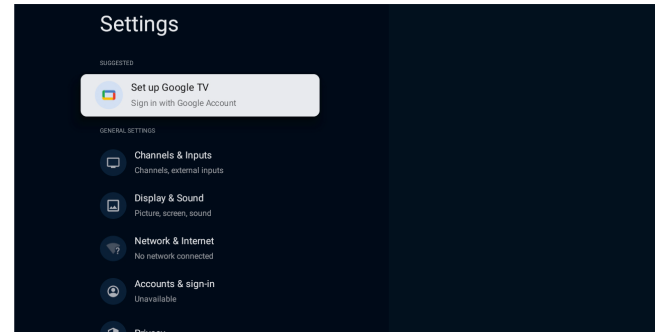 Settings
SUGGESTED
Set up Google TV
Sign in with Google Account
GENERAL SETTINGS
Channels & Inputs
Channels, external inputs
Display & Sound
Picture, screen, sound
Network & Internet
No network connected
Accounts & sign-in
Unavailable
Privacy